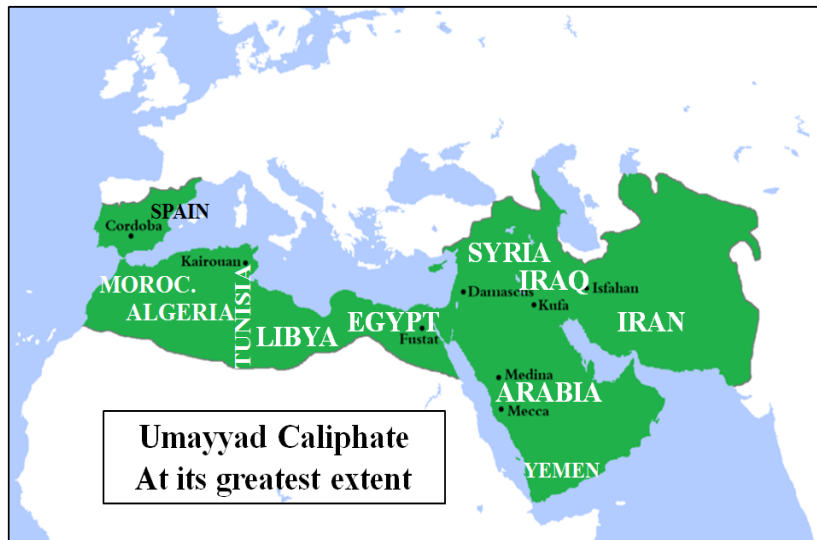 SPAIN
Cordoba
Kairouan
MOROC.
ALGERIA
TUNISIA
LIBYA
EGYPT
Fustat
SYRIA
IRAQ
Damascus
Kufa
Isfahan
IRAN
Medina
ARABIA
Mecca
YEMEN
Umayyad Caliphate
At its greatest extent